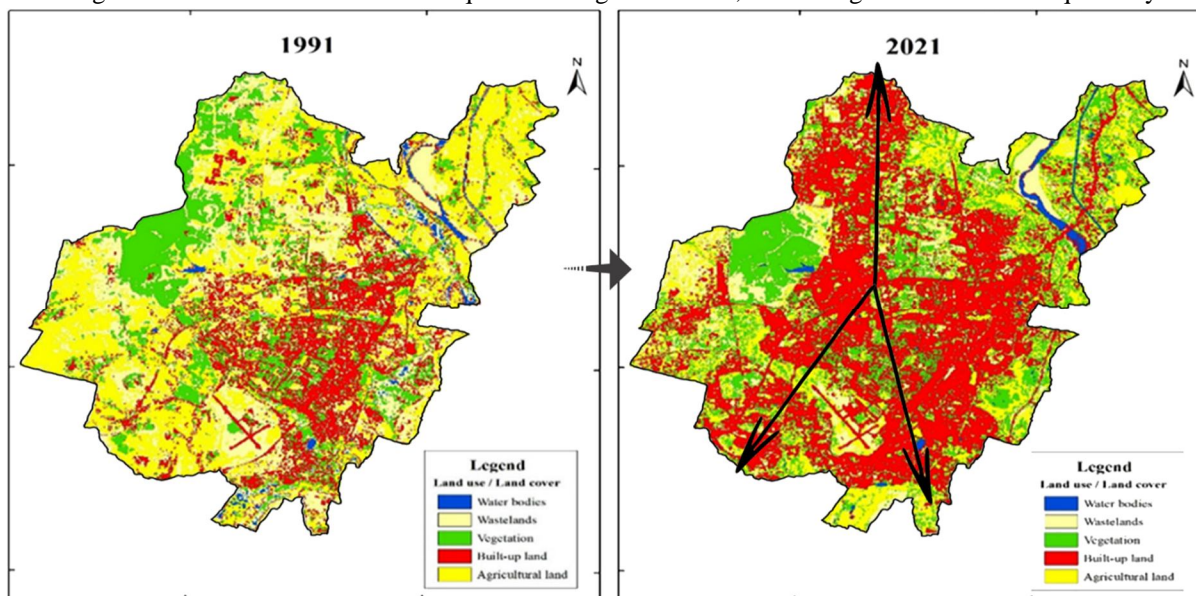 1991
N
Legend
Land use / Land cover
Water bodies
Wastelands
Vegetation
Built-up land
Agricultural land
2021
N
Legend
Land use / Land cover
Water bodies
Wastelands
Vegetation
Built-up land
Agricultural land